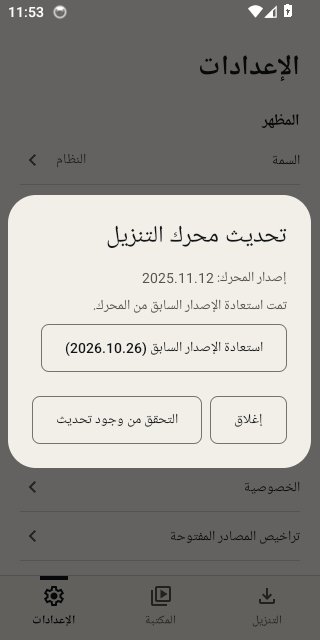 11:53
الإعدادات
المظهر
السمة
النظام
تحديث محرك التنزيل
إصدار المحرك: 2025.11.12
تمت استعادة الإصدار السابق من المحرك.
استعادة الإصدار السابق (2026.10.26)
إغلاق
التحقق من وجود تحديث
الخصوصية
تراخيص المصادر المفتوحة
التنزيل
المكتبة
الإعدادات